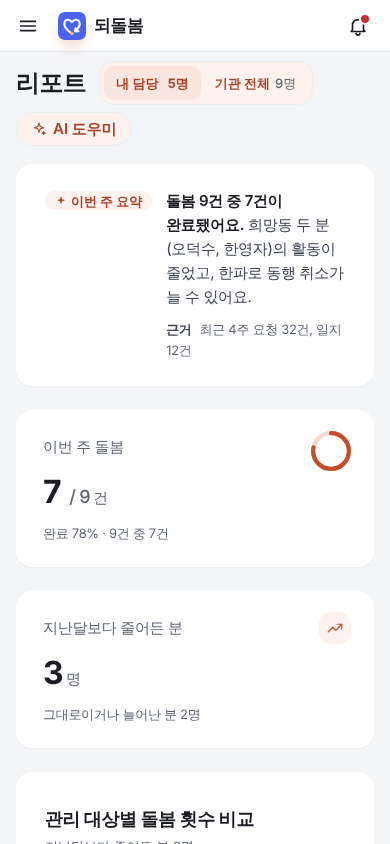 되돌봄
리포트
내 담당 5명 기관 전체 9명
AI 도우미
이번 주 요약
돌봄 9건 중 7건이
완료됐어요. 희망동 두 분
(오덕수, 한영자)의 활동이
줄었고, 한파로 동행 취소가
늘 수 있어요.
근거 최근 4주 요청 32건, 일지
12건
이번 주 돌봄
7 / 9 건
완료 78% · 9건 중 7건
지난달보다 줄어든 분
3 명
그대로이거나 늘어난 분 2명
관리 대상별 돌봄 횟수 비교